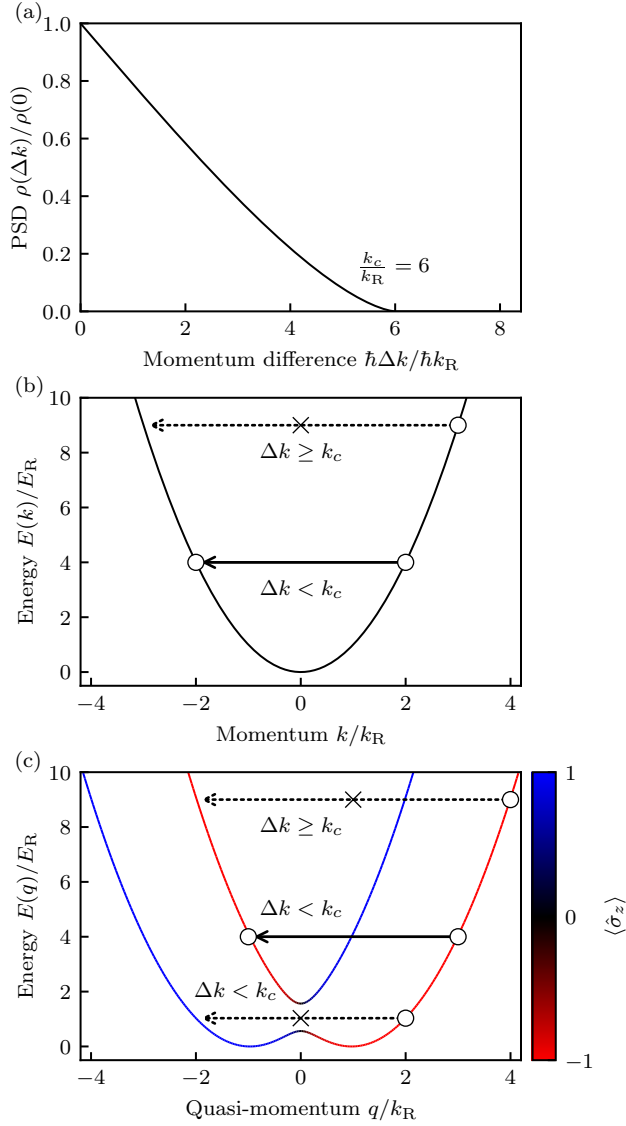 (a)
1.0
0.8
0.6
0.4
0.2
0.0
PSD ρ(Δk)/ρ(0)
k_c/k_R = 6
0 2 4 6 8
Momentum difference ħΔk/ħk_R
(b)
10
8
6
4
2
0
Energy E(k)/E_R
Δk ≥ k_c
Δk < k_c
−4 −2 0 2 4
Momentum k/k_R
(c)
10
8
6
4
2
0
Energy E(q)/E_R
Δk ≥ k_c
Δk < k_c
Δk < k_c
−4 −2 0 2 4
Quasi-momentum q/k_R
1
0
−1
⟨σ̂_z⟩